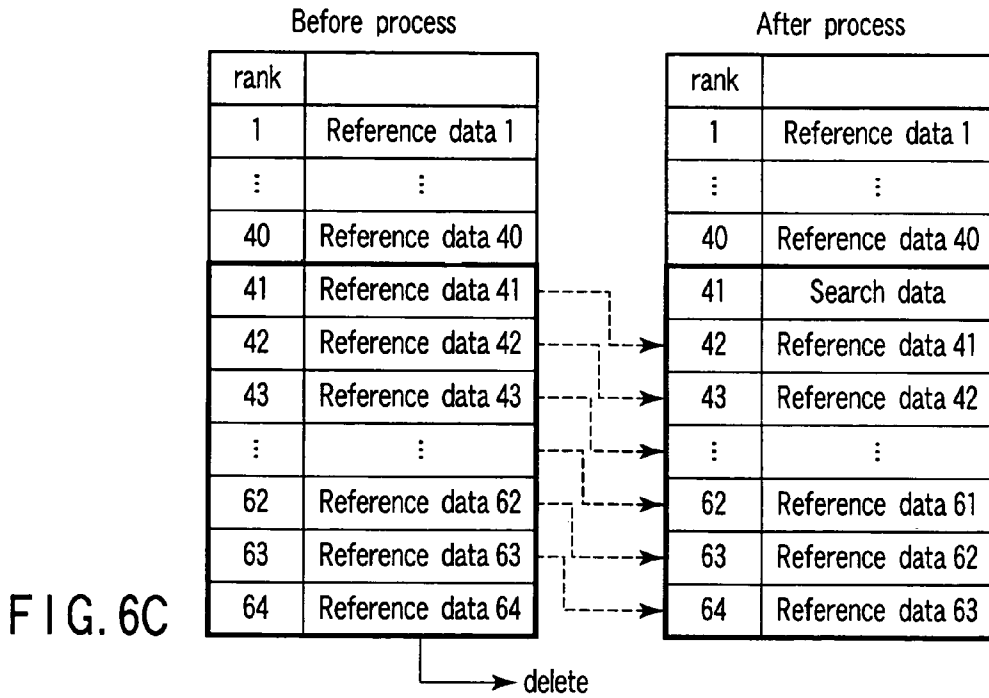 Before process
rank
1 Reference data 1
⋮ ⋮
40 Reference data 40
41 Reference data 41
42 Reference data 42
43 Reference data 43
⋮ ⋮
62 Reference data 62
63 Reference data 63
64 Reference data 64
delete
After process
rank
1 Reference data 1
⋮ ⋮
40 Reference data 40
41 Search data
42 Reference data 41
43 Reference data 42
⋮ ⋮
62 Reference data 61
63 Reference data 62
64 Reference data 63
FIG. 6C